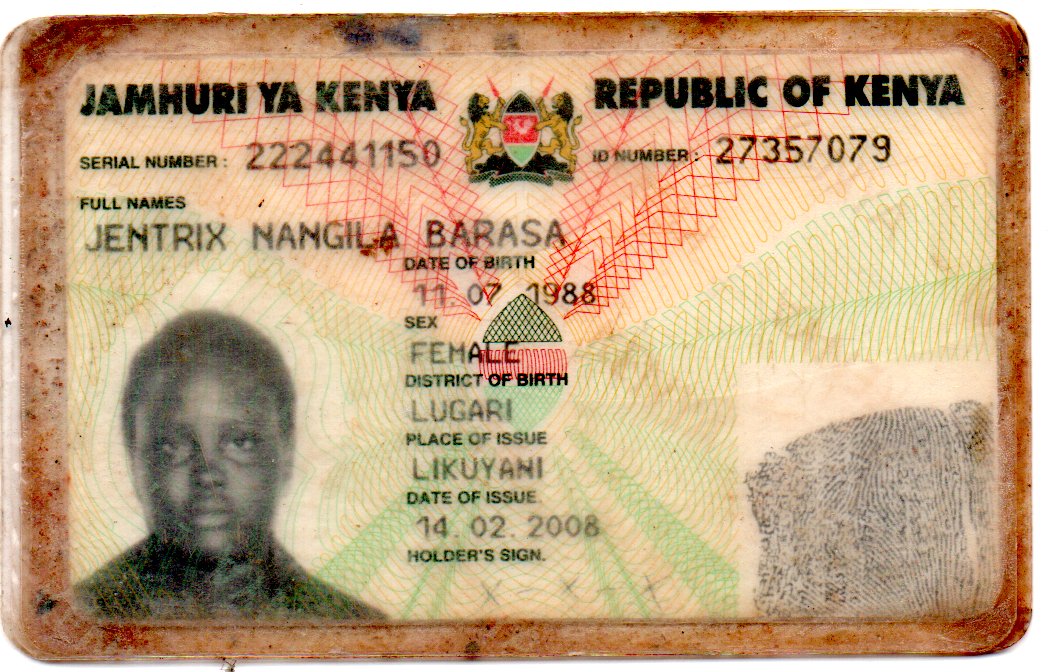 JAMHURI YA KENYA REPUBLIC OF KENYA
SERIAL NUMBER : 222441150 ID NUMBER : 27357079
FULL NAMES
JENTRIX NANGILA BARASA
DATE OF BIRTH
11. 07. 1988
SEX
FEMALE
DISTRICT OF BIRTH
LUGARI
PLACE OF ISSUE
LIKUYANI
DATE OF ISSUE
14. 02. 2008
HOLDER'S SIGN.